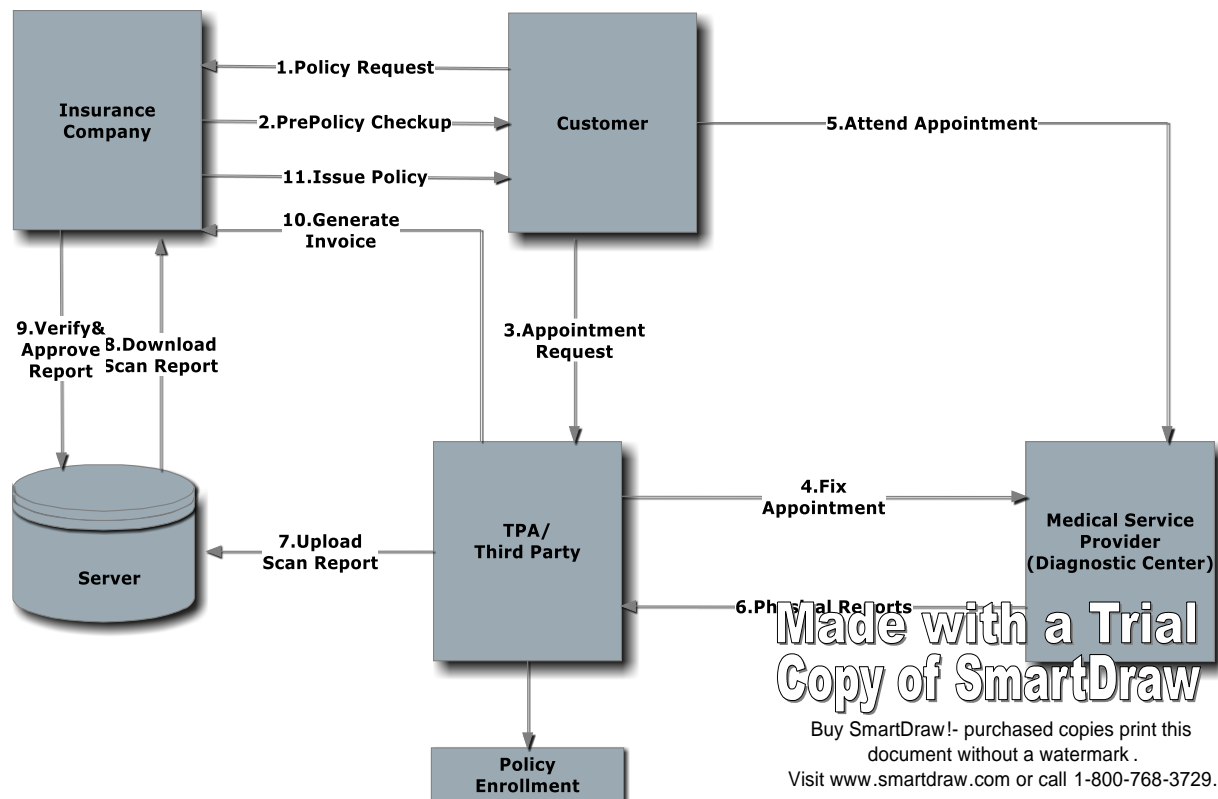 1.Policy Request
Insurance
Company
2.PrePolicy Checkup
Customer
5.Attend Appointment
11.Issue Policy
10.Generate
Invoice
9.Verify&
Approve
Report
8.Download
Scan Report
3.Appointment
Request
4.Fix
Appointment
TPA/
Third Party
Medical Service
Provider
(Diagnostic Center)
7.Upload
Scan Report
Server
6.Physical Reports
Made with a Trial
Copy of SmartDraw
Buy SmartDraw!- purchased copies print this
document without a watermark .
Visit www.smartdraw.com or call 1-800-768-3729.
Policy
Enrollment